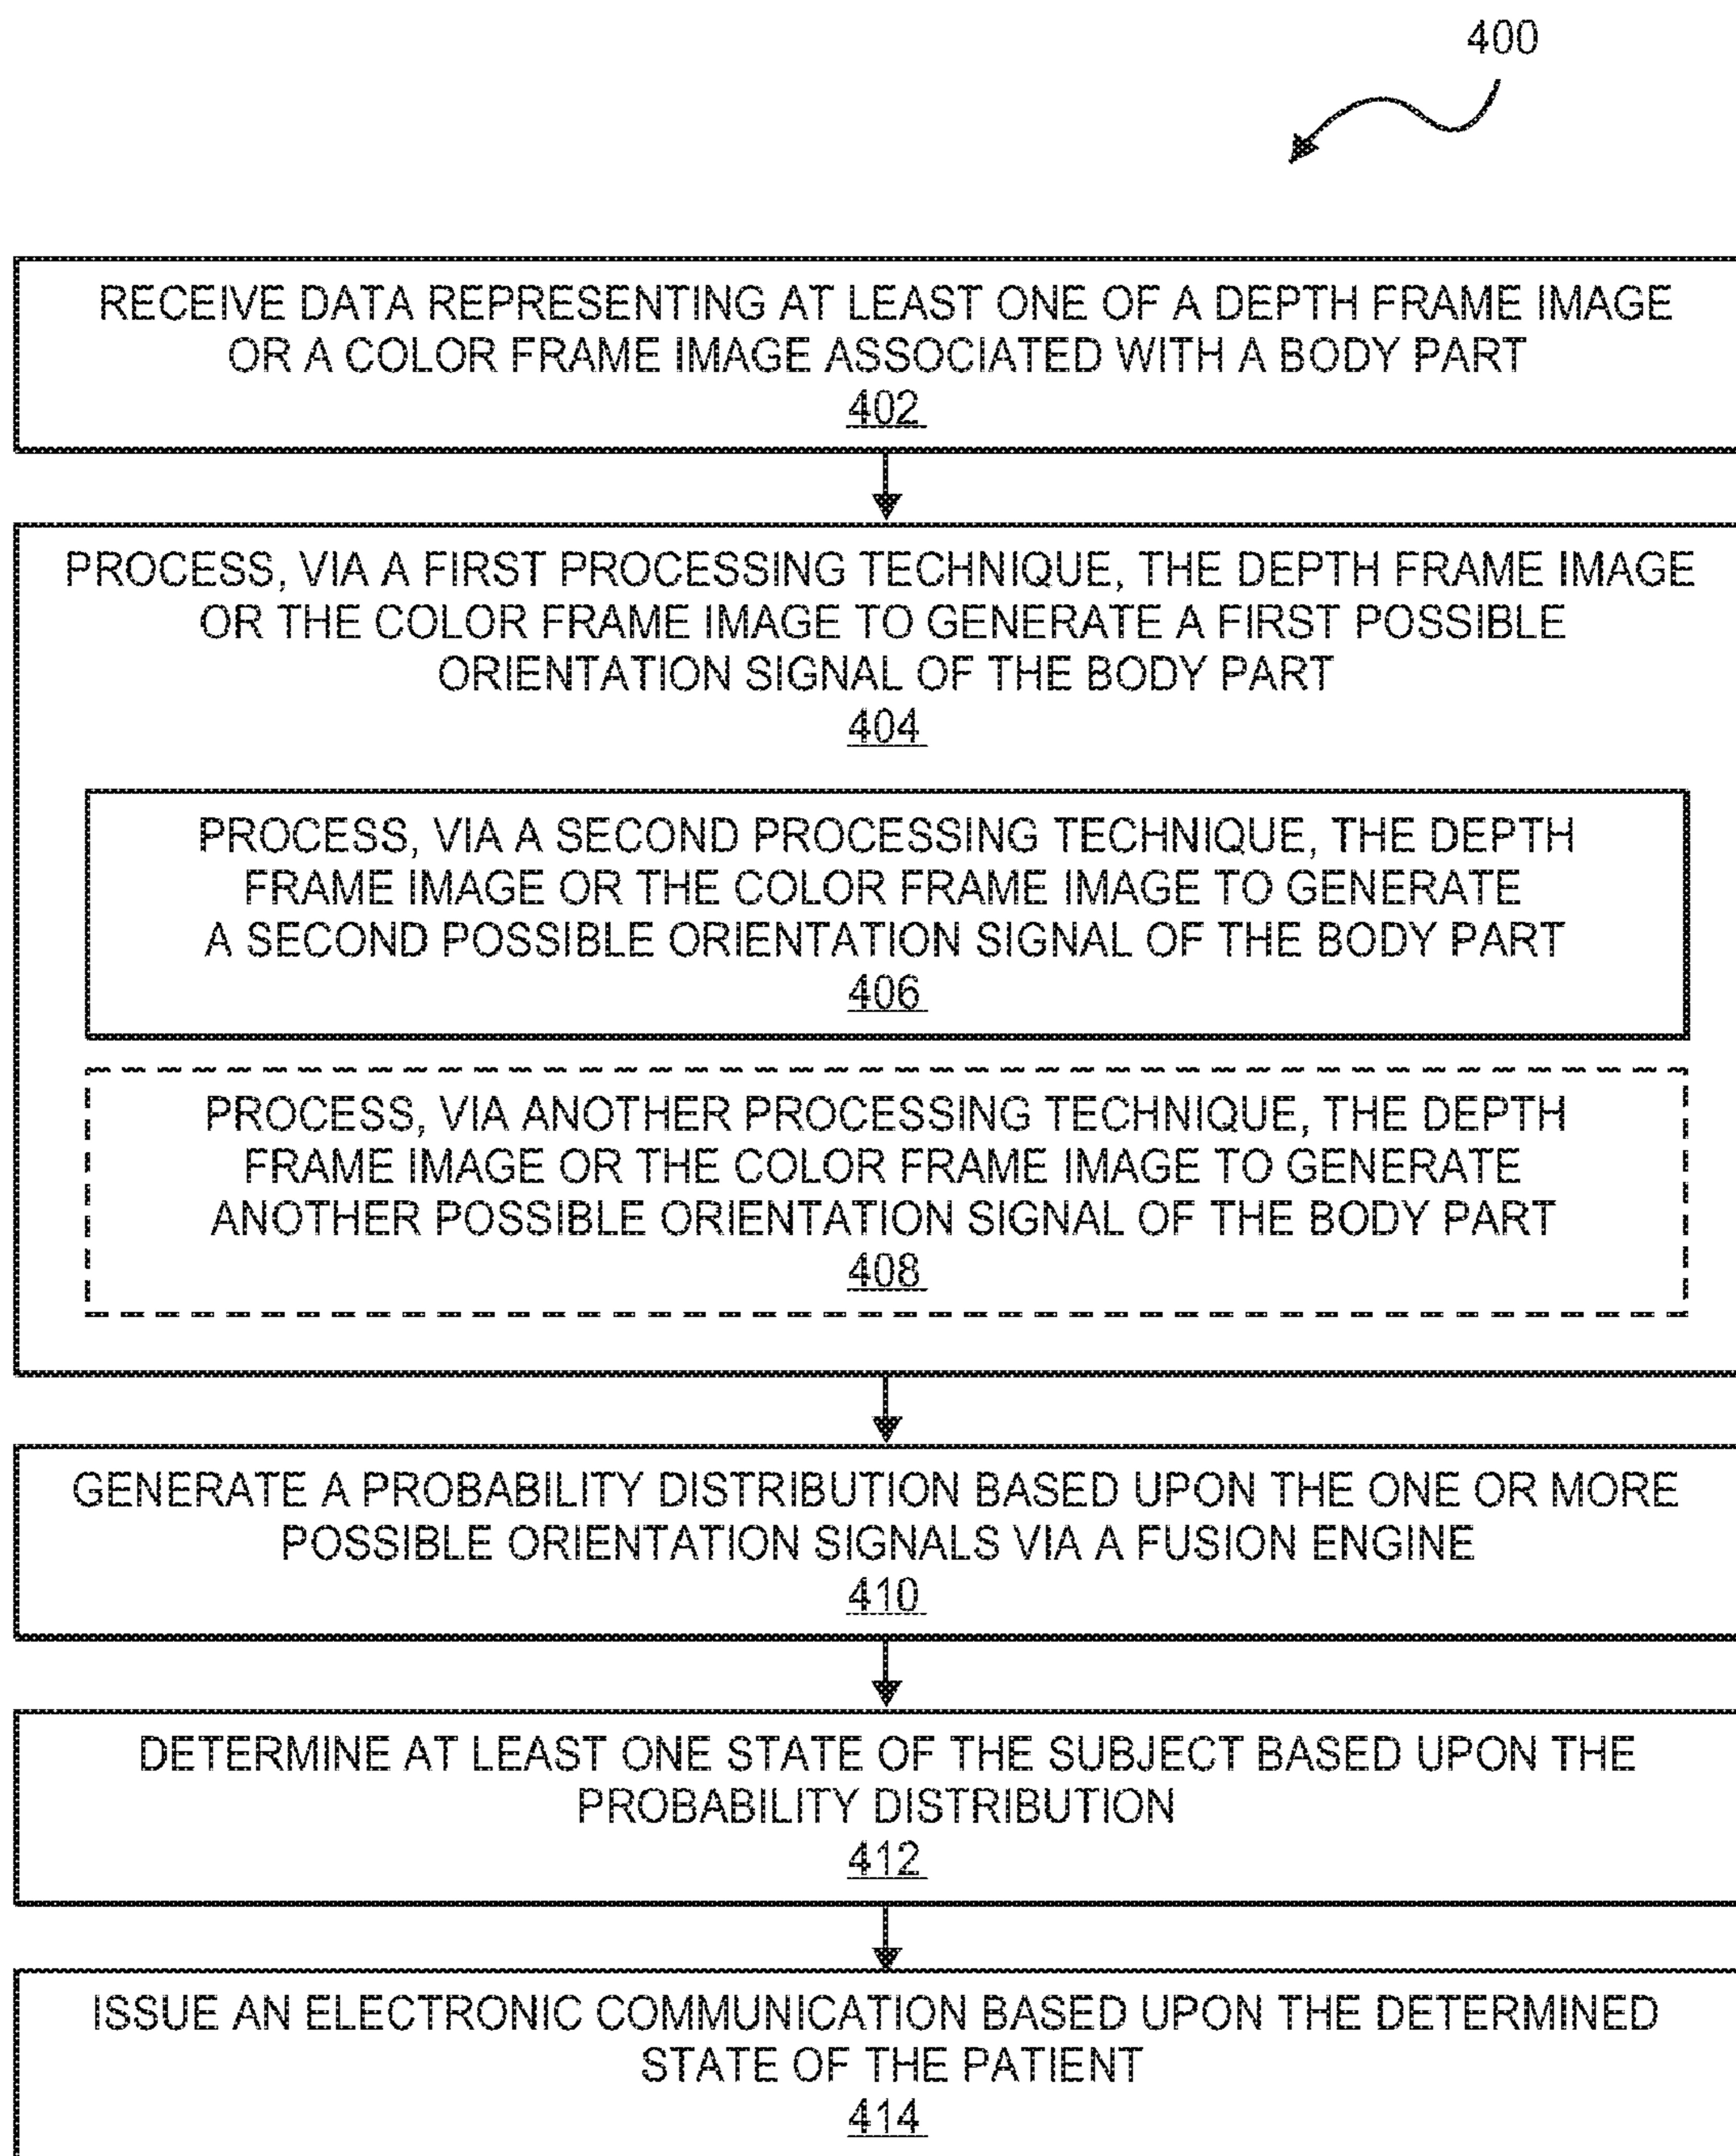 400
RECEIVE DATA REPRESENTING AT LEAST ONE OF A DEPTH FRAME IMAGE
OR A COLOR FRAME IMAGE ASSOCIATED WITH A BODY PART
402
PROCESS, VIA A FIRST PROCESSING TECHNIQUE, THE DEPTH FRAME IMAGE
OR THE COLOR FRAME IMAGE TO GENERATE A FIRST POSSIBLE
ORIENTATION SIGNAL OF THE BODY PART
404
PROCESS, VIA A SECOND PROCESSING TECHNIQUE, THE DEPTH
FRAME IMAGE OR THE COLOR FRAME IMAGE TO GENERATE
A SECOND POSSIBLE ORIENTATION SIGNAL OF THE BODY PART
406
PROCESS, VIA ANOTHER PROCESSING TECHNIQUE, THE DEPTH
FRAME IMAGE OR THE COLOR FRAME IMAGE TO GENERATE
ANOTHER POSSIBLE ORIENTATION SIGNAL OF THE BODY PART
408
GENERATE A PROBABILITY DISTRIBUTION BASED UPON THE ONE OR MORE
POSSIBLE ORIENTATION SIGNALS VIA A FUSION ENGINE
410
DETERMINE AT LEAST ONE STATE OF THE SUBJECT BASED UPON THE
PROBABILITY DISTRIBUTION
412
ISSUE AN ELECTRONIC COMMUNICATION BASED UPON THE DETERMINED
STATE OF THE PATIENT
414